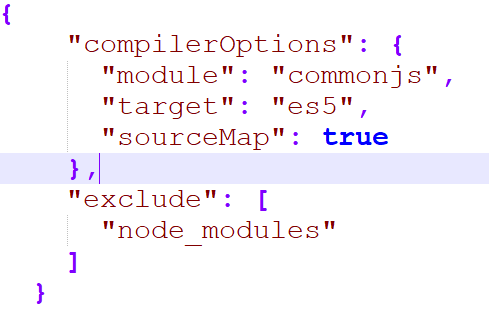 {
"compilerOptions": {
"module": "commonjs",
"target": "es5",
"sourceMap": true
},
"exclude": [
"node_modules"
]
}